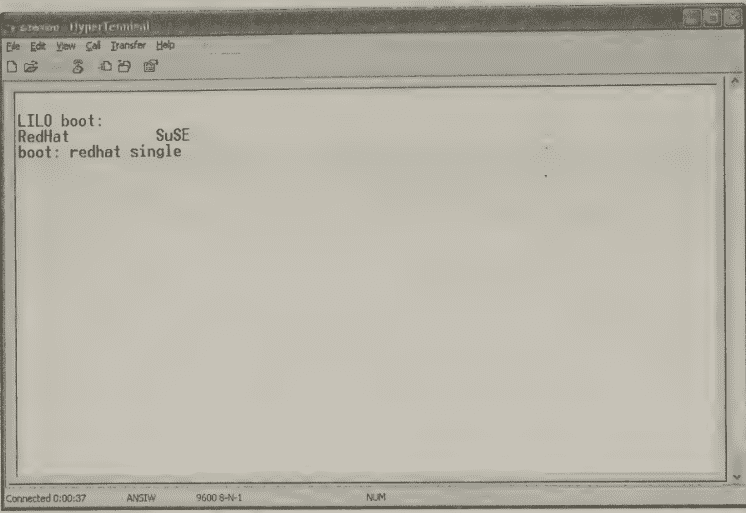 HyperTerminal
File Edit View Call Transfer Help
LILO boot:
RedHat SuSE
boot: redhat single
Connected 0:00:37 ANSIW 9600 8-N-1 NUM